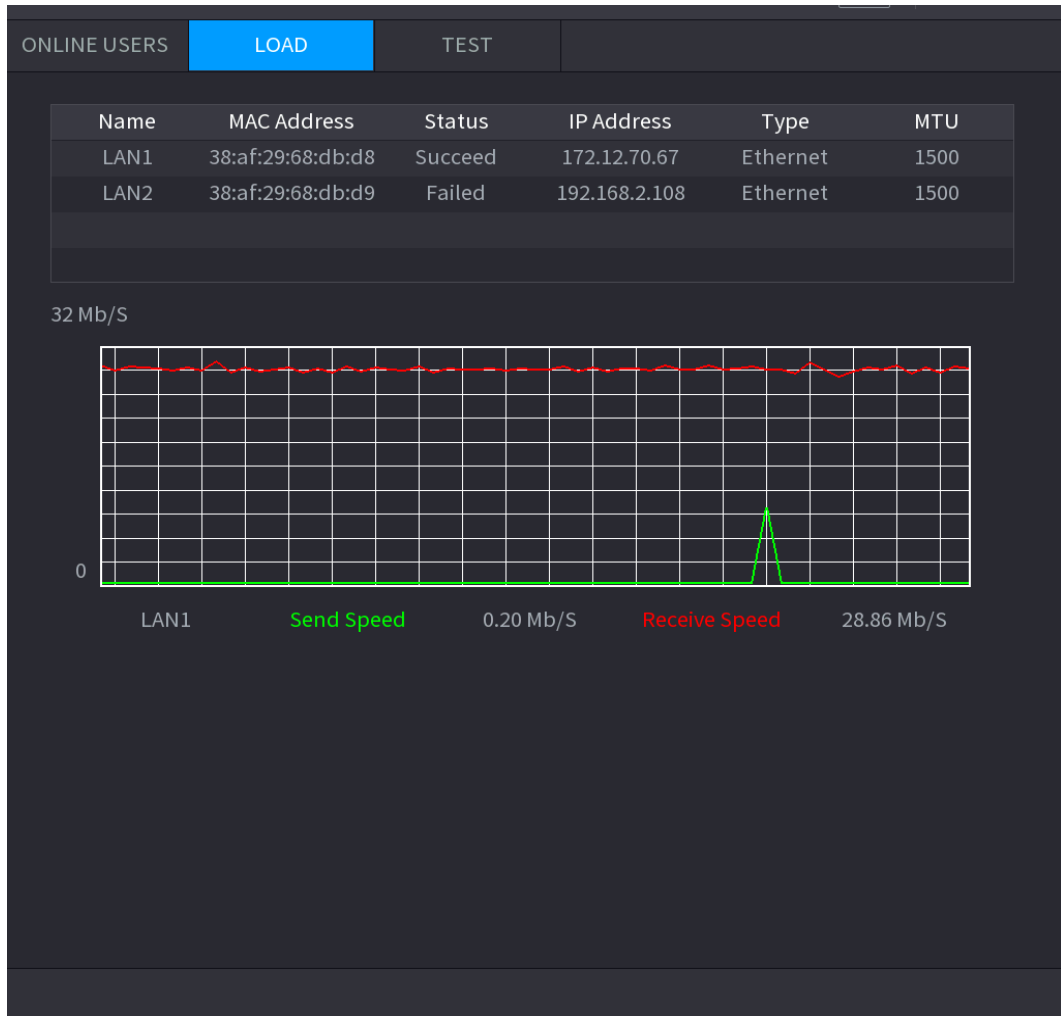 ONLINE USERS LOAD TEST
Name MAC Address Status IP Address Type MTU
LAN1 38:af:29:68:db:d8 Succeed 172.12.70.67 Ethernet 1500
LAN2 38:af:29:68:db:d9 Failed 192.168.2.108 Ethernet 1500
32 Mb/S
0
LAN1 Send Speed 0.20 Mb/S Receive Speed 28.86 Mb/S